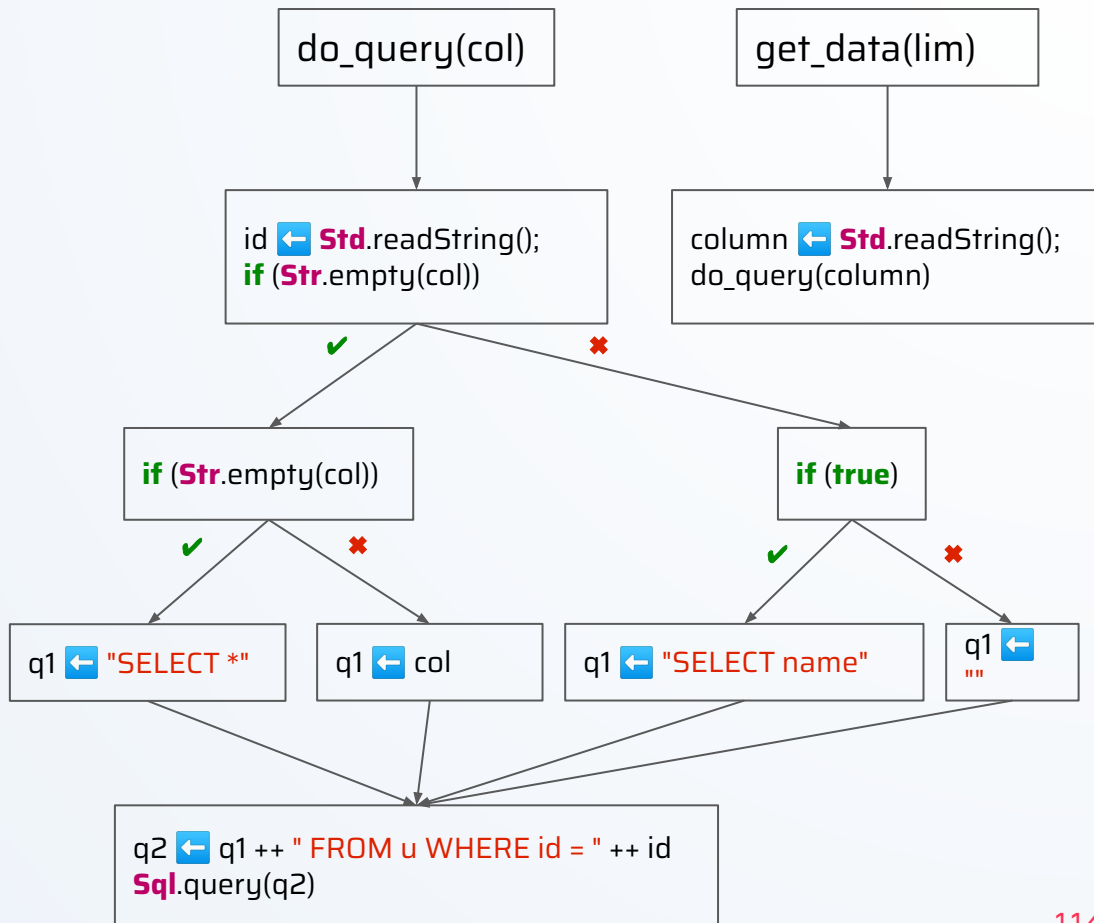 do_query(col)
get_data(lim)
id ⬅️ Std.readString();
if (Str.empty(col))
column ⬅️ Std.readString();
do_query(column)
✔
✖
if (Str.empty(col))
if (true)
✔
✖
✔
✖
q1 ⬅️ "SELECT *"
q1 ⬅️ col
q1 ⬅️ "SELECT name"
q1 ⬅️
""
q2 ⬅️ q1 ++ " FROM u WHERE id = " ++ id
Sql.query(q2)